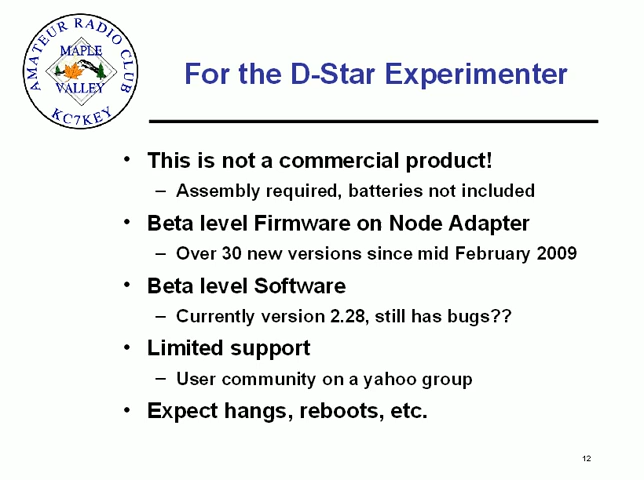 AMATEUR RADIO CLUB
MAPLE
VALLEY
KC7KEY
For the D-Star Experimenter
• This is not a commercial product!
– Assembly required, batteries not included
• Beta level Firmware on Node Adapter
– Over 30 new versions since mid February 2009
• Beta level Software
– Currently version 2.28, still has bugs??
• Limited support
– User community on a yahoo group
• Expect hangs, reboots, etc.
12